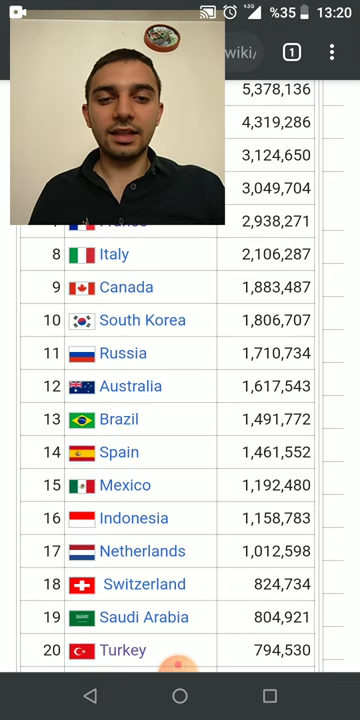 %35 13:20
wiki/ 1
5,378,136
4,319,286
3,124,650
3,049,704
France 2,938,271
8 Italy 2,106,287
9 Canada 1,883,487
10 South Korea 1,806,707
11 Russia 1,710,734
12 Australia 1,617,543
13 Brazil 1,491,772
14 Spain 1,461,552
15 Mexico 1,192,480
16 Indonesia 1,158,783
17 Netherlands 1,012,598
18 Switzerland 824,734
19 Saudi Arabia 804,921
20 Turkey 794,530